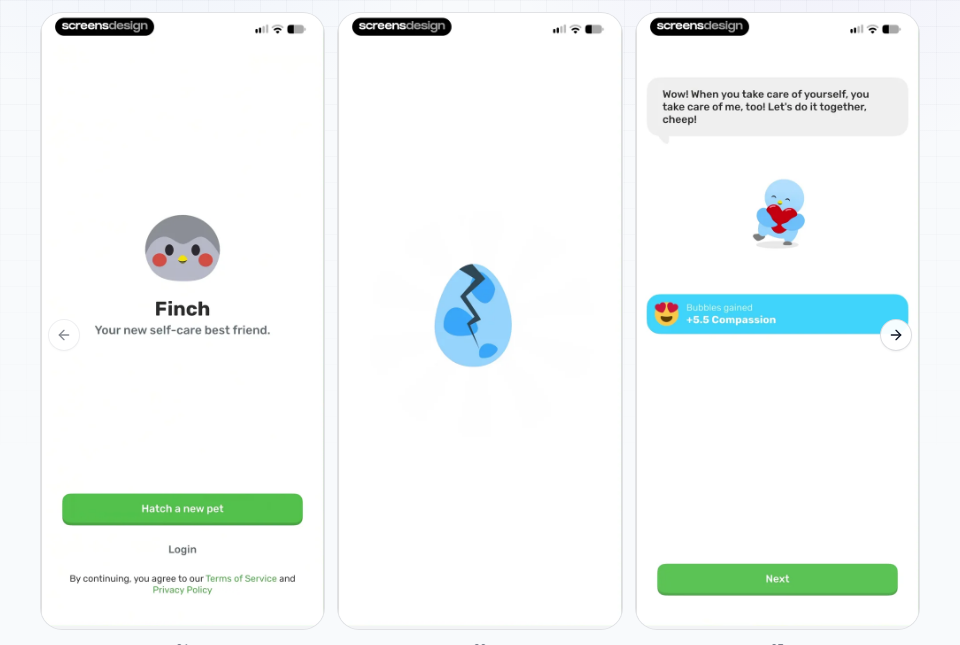 screensdesign
Finch
Your new self-care best friend.
Hatch a new pet
Login
By continuing, you agree to our Terms of Service and
Privacy Policy
screensdesign
screensdesign
Wow! When you take care of yourself, you
take care of me, too! Let's do it together,
cheep!
Bubbles gained
+5.5 Compassion
Next